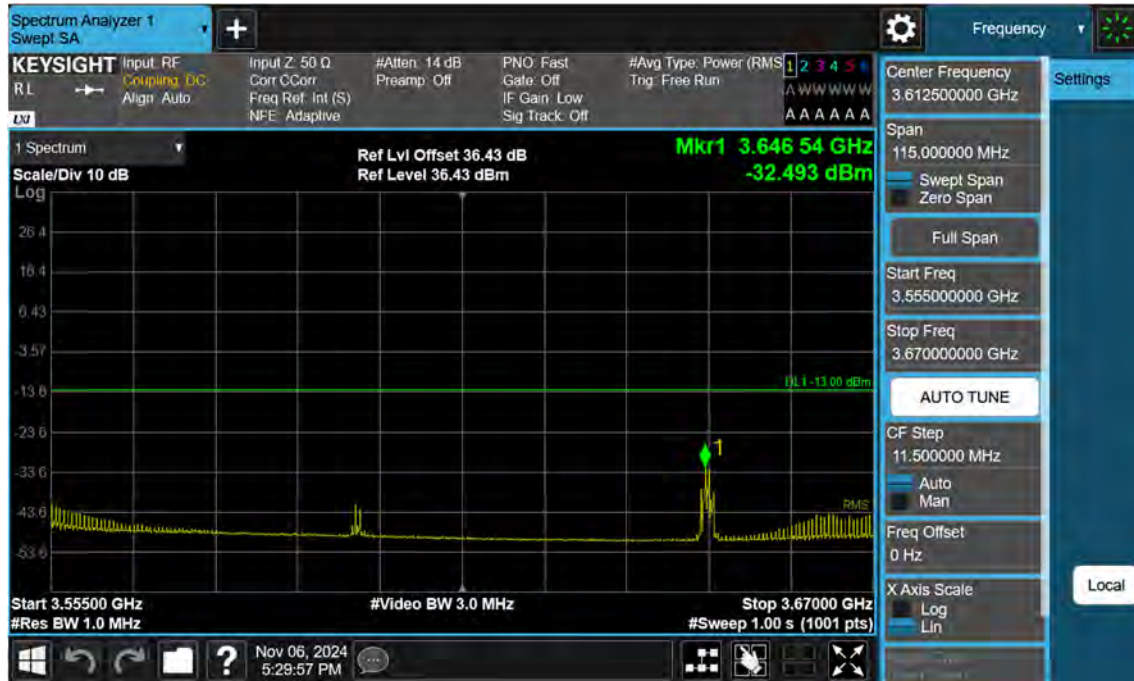 Spectrum Analyzer 1
Swept SA
+
Frequency
KEYSIGHT
RL
LXI
Input: RF
Coupling: DC
Align: Auto
Input Z: 50 Ω
Corr CCorr
Freq Ref: Int (S)
NFE: Adaptive
#Atten: 14 dB
Preamp: Off
PNO: Fast
Gate: Off
IF Gain: Low
Sig Track: Off
#Avg Type: Power (RMS
Trig: Free Run
1 2 3 4 5 6
A W W W W W
A A A A A A
1 Spectrum
Scale/Div 10 dB
Log
Ref Lvl Offset 36.43 dB
Ref Level 36.43 dBm
Mkr1 3.646 54 GHz
-32.493 dBm
26.4
16.4
6.43
-3.57
-13.6
-23.6
-33.6
-43.6
-53.6
DL1 -13.00 dBm
1
RMS
Start 3.55500 GHz
#Video BW 3.0 MHz
Stop 3.67000 GHz
#Res BW 1.0 MHz
#Sweep 1.00 s (1001 pts)
Center Frequency
3.612500000 GHz
Settings
Span
115.000000 MHz
Swept Span
Zero Span
Full Span
Start Freq
3.555000000 GHz
Stop Freq
3.670000000 GHz
AUTO TUNE
CF Step
11.500000 MHz
Auto
Man
Freq Offset
0 Hz
X Axis Scale
Log
Lin
Local
?
Nov 06, 2024
5:29:57 PM